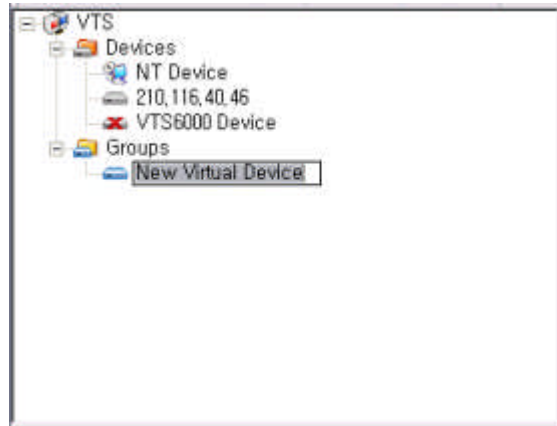 VTS
Devices
NT Device
210,116,40,46
VTS6000 Device
Groups
New Virtual Device